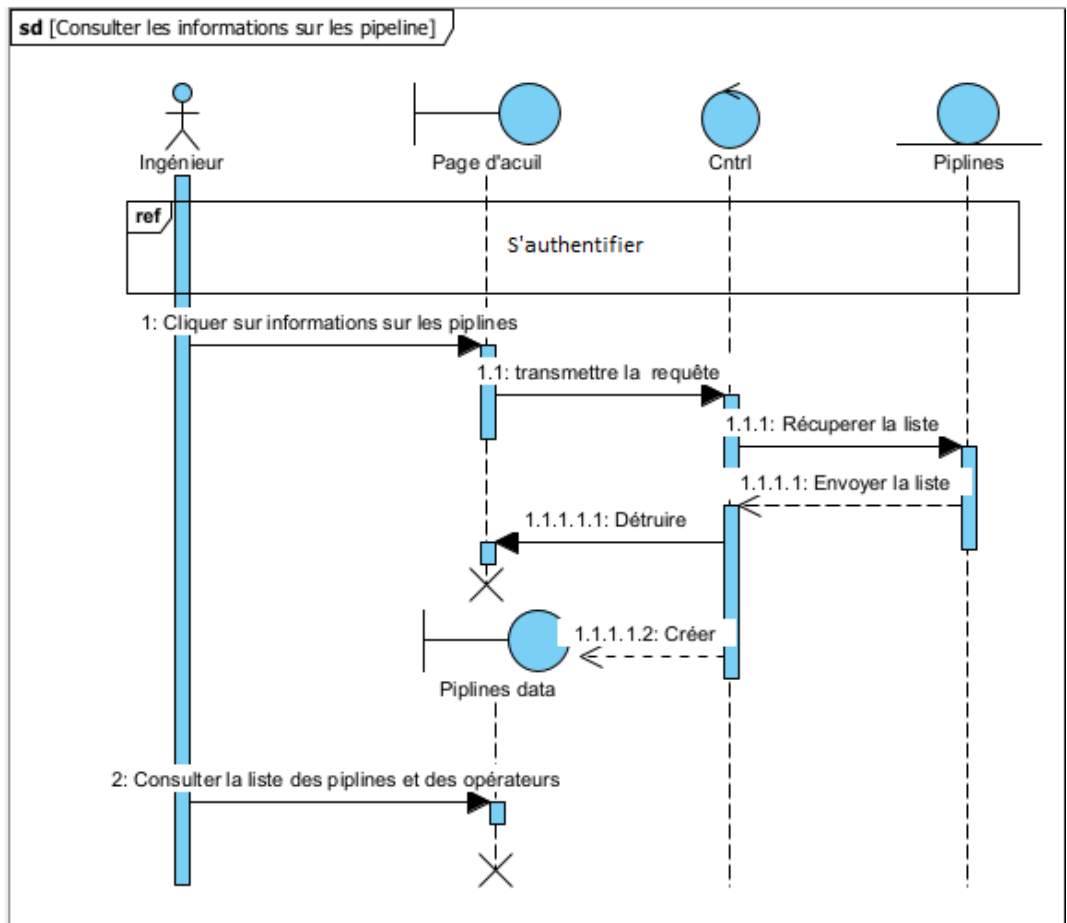 sd [Consulter les informations sur les pipeline]
Ingénieur
Page d'acuil
Cntrl
Piplines
ref
S'authentifier
1: Cliquer sur informations sur les piplines
1.1: transmettre la requête
1.1.1: Récuperer la liste
1.1.1.1: Envoyer la liste
1.1.1.1.1: Détruire
1.1.1.1.2: Créer
Piplines data
2: Consulter la liste des piplines et des opérateurs